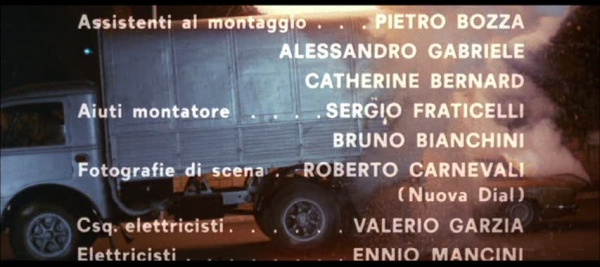 Assistenti al montaggio . . . PIETRO BOZZA
ALESSANDRO GABRIELE
CATHERINE BERNARD
Aiuti montatore . . . . SERGIO FRATICELLI
BRUNO BIANCHINI
Fotografie di scena . . ROBERTO CARNEVALI
(Nuova Dial)
Csq. elettricisti . . . . . VALERIO GARZIA
Elettricisti . . . . . . . ENNIO MANCINI